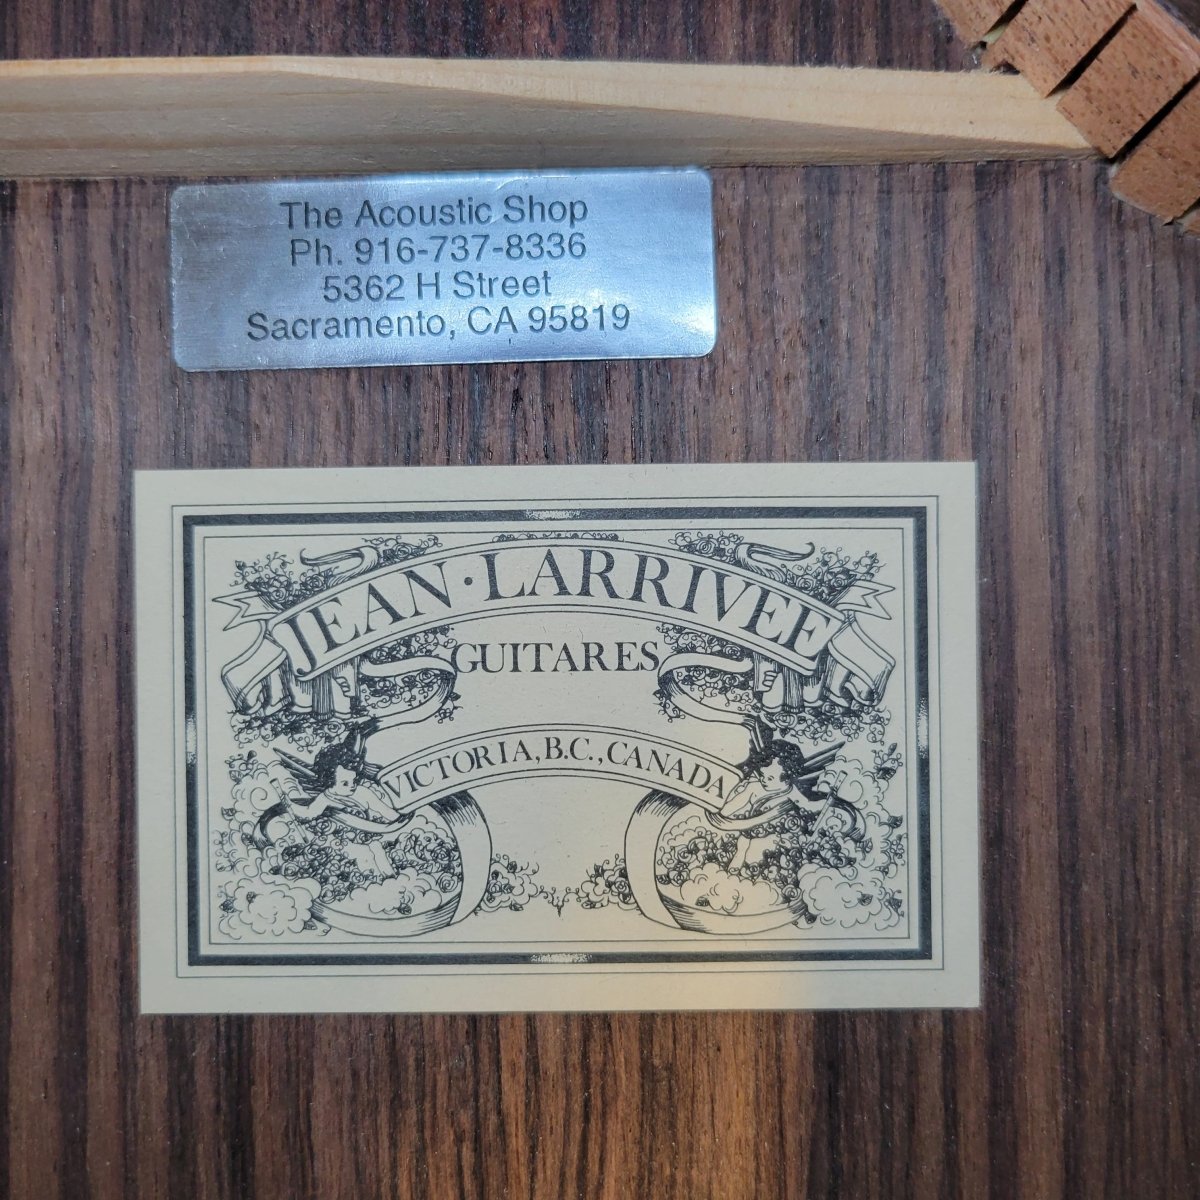 The Acoustic Shop
Ph. 916-737-8336
5362 H Street
Sacramento, CA 95819
JEAN·LARRIVEE
GUITARES
VICTORIA, B.C., CANADA